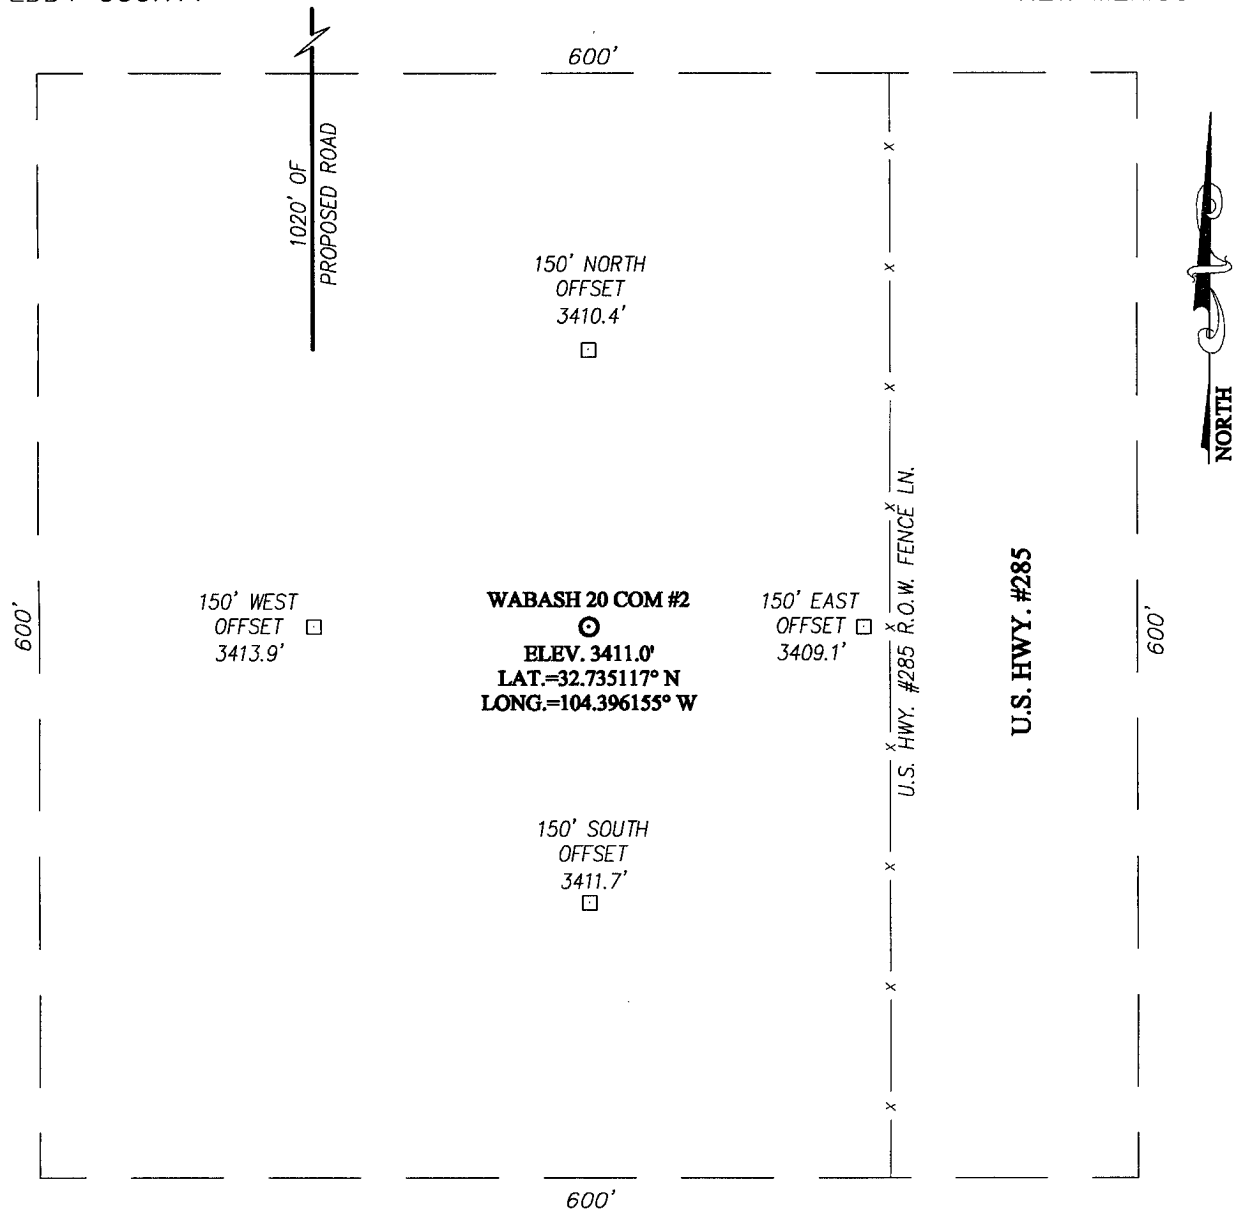 600'
1020' OF
PROPOSED ROAD
150' NORTH
OFFSET
3410.4'
NORTH
600'
150' WEST
OFFSET
3413.9'
WABASH 20 COM #2
ELEV. 3411.0'
LAT.=32.735117° N
LONG.=104.396155° W
150' EAST
OFFSET
3409.1'
x x x x x x x x x
U.S. HWY. #285 R.O.W. FENCE LN.
U.S. HWY. #285
600'
150' SOUTH
OFFSET
3411.7'
600'